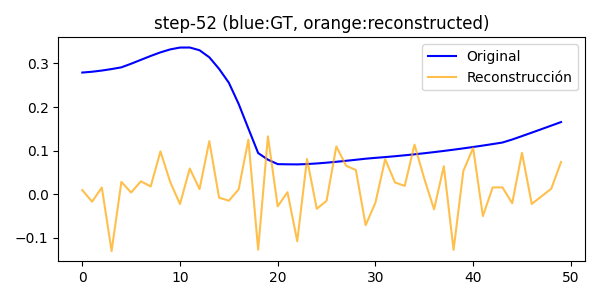 step-52 (blue:GT, orange:reconstructed)
Original
Reconstrucción
0.3
0.2
0.1
0.0
−0.1
0 10 20 30 40 50